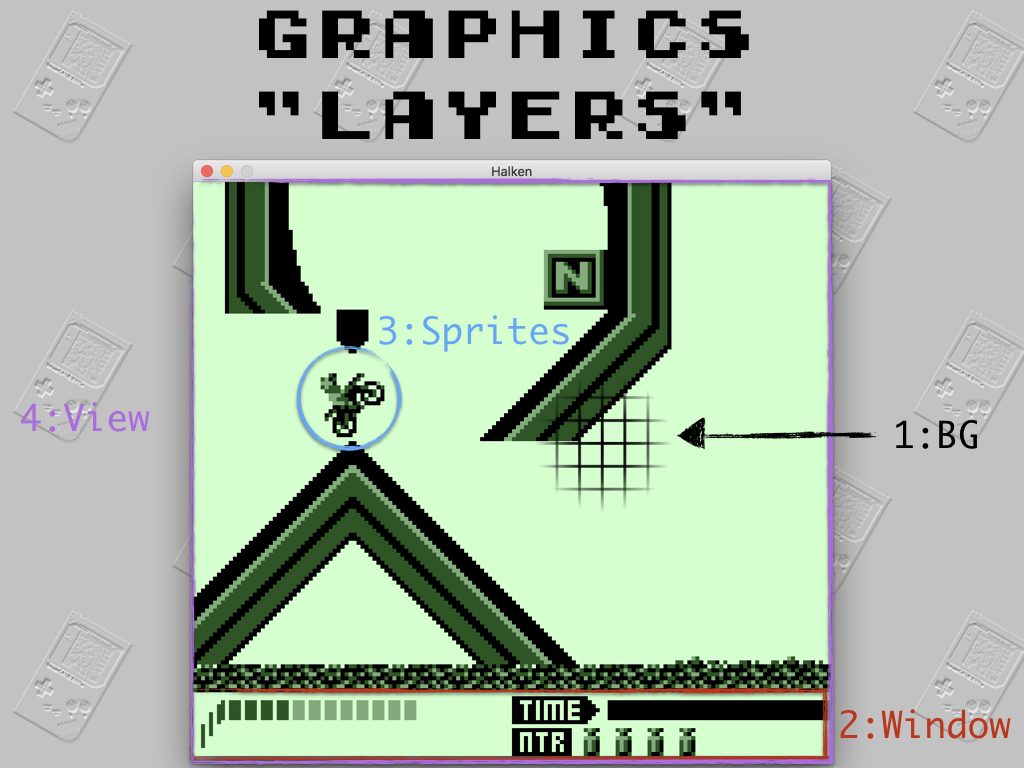 GRAPHICS
"LAYERS"
Halken
N
3:Sprites
4:View
1:BG
TIME
NTR
2:Window